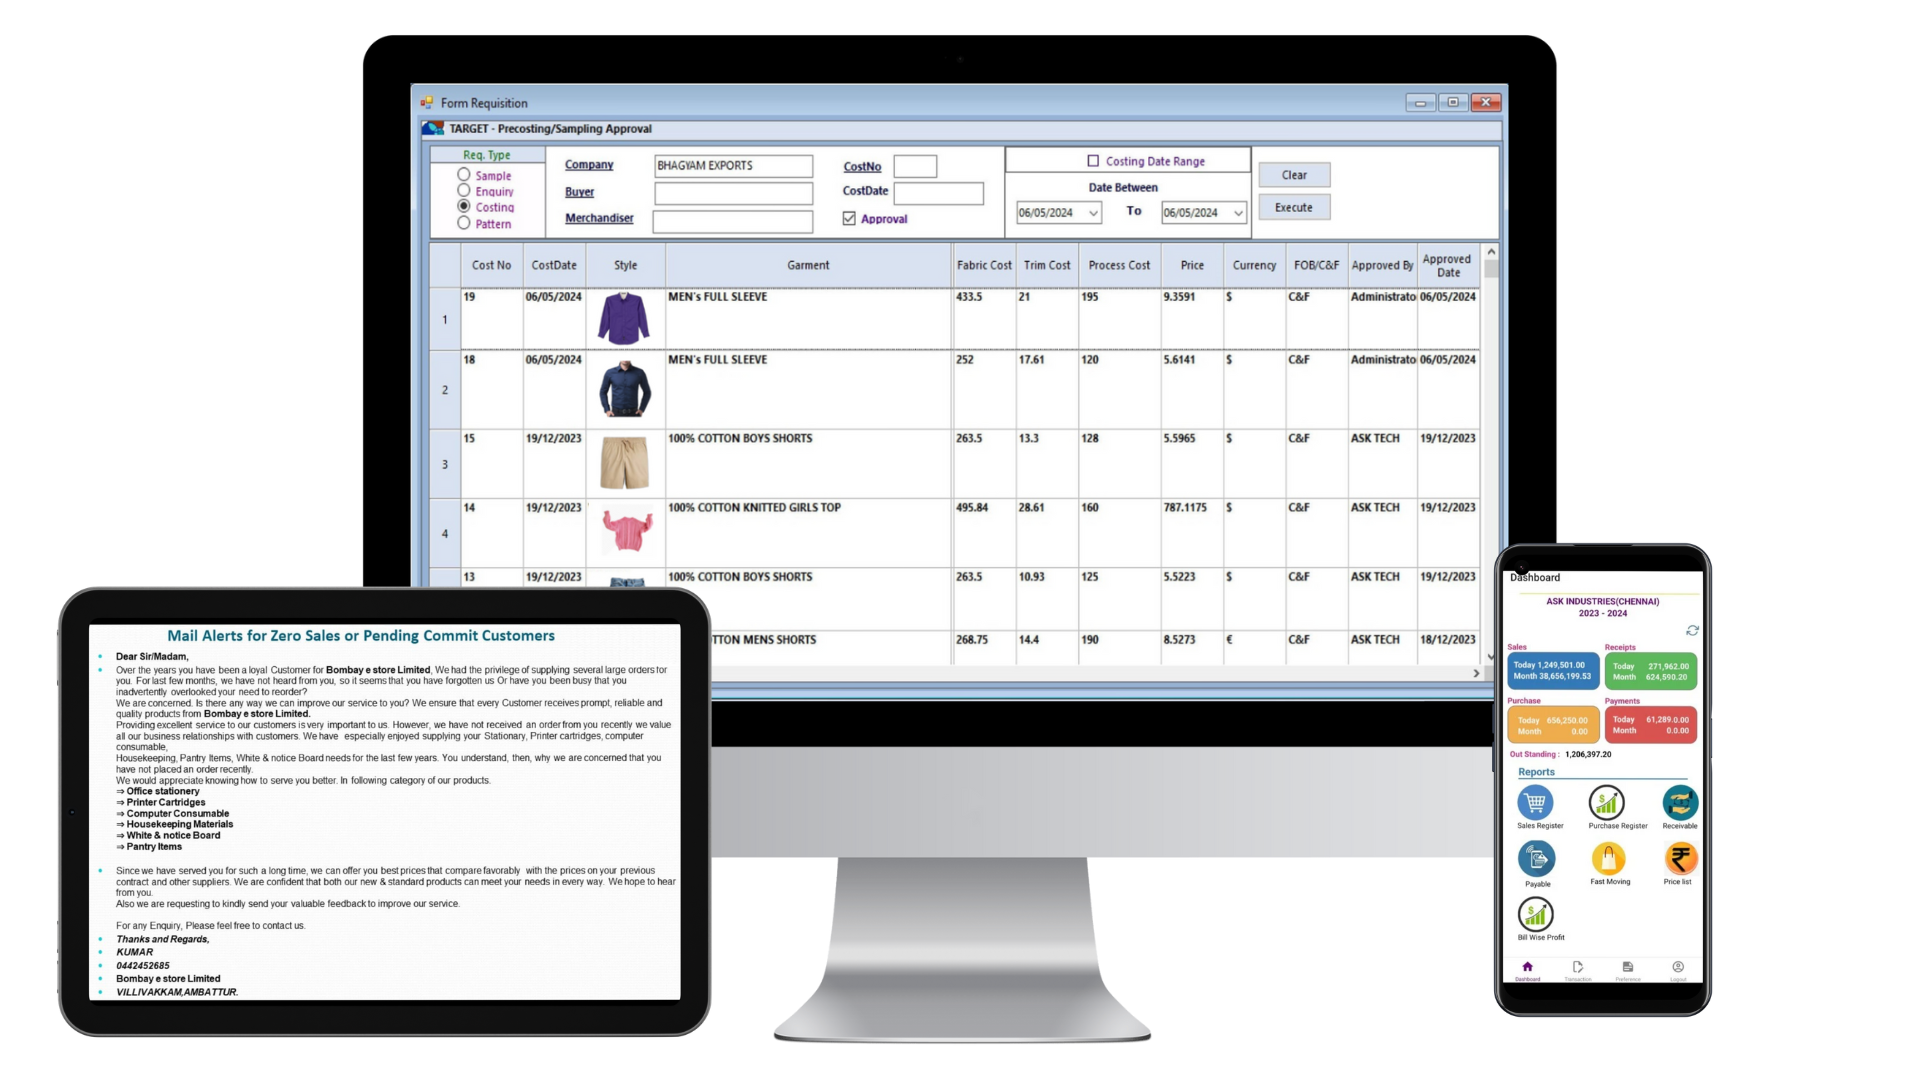 Form Requisition
TARGET - Precosting/Sampling Approval
Req. Type
Sample
Enquiry
Costing
Pattern
Company BHAGYAM EXPORTS
Buyer
Merchandiser
CostNo
CostDate
Approval
Costing Date Range
Date Between
06/05/2024 To 06/05/2024
Clear
Execute
Cost No CostDate Style Garment Fabric Cost Trim Cost Process Cost Price Currency FOB/C&F Approved By Approved Date
1 19 06/05/2024 MEN's FULL SLEEVE 433.5 21 195 9.3591 $ C&F Administrato 06/05/2024
2 18 06/05/2024 MEN's FULL SLEEVE 252 17.61 120 5.6141 $ C&F Administrato 06/05/2024
3 15 19/12/2023 100% COTTON BOYS SHORTS 263.5 13.3 128 5.5965 $ C&F ASK TECH 19/12/2023
4 14 19/12/2023 100% COTTON KNITTED GIRLS TOP 495.84 28.61 160 787.1175 $ C&F ASK TECH 19/12/2023
13 19/12/2023 100% COTTON BOYS SHORTS 263.5 10.93 125 5.5223 $ C&F ASK TECH 19/12/2023
TTON MENS SHORTS 268.75 14.4 190 8.5273 € C&F ASK TECH 18/12/2023
Mail Alerts for Zero Sales or Pending Commit Customers
Dear Sir/Madam,
Over the years you have been a loyal Customer for Bombay e store Limited, We had the privilege of supplying several large orders for
you. For last few months, we have not heard from you, so it seems that you have forgotten us Or have you been busy that you
inadvertently overlooked your need to reorder?
We are concerned. Is there any way we can improve our service to you? We ensure that every Customer receives prompt, reliable and
quality products from Bombay e store Limited.
Providing excellent service to our customers is very important to us. However, we have not received an order from you recently we value
all our business relationships with customers. We have especially enjoyed supplying your Stationary, Printer cartridges, computer
consumable,
Housekeeping, Pantry Items, White & notice Board needs for the last few years. You understand, then, why we are concerned that you
have not placed an order recently.
We would appreciate knowing how to serve you better. In following category of our products.
⇒ Office stationery
⇒ Printer Cartridges
⇒ Computer Consumable
⇒ Housekeeping Materials
⇒ White & notice Board
⇒ Pantry Items
Since we have served you for such a long time, we can offer you best prices that compare favorably with the prices on your previous
contract and other suppliers. We are confident that both our new & standard products can meet your needs in every way. We hope to hear
from you.
Also we are requesting to kindly send your valuable feedback to improve our service.
For any Enquiry, Please feel free to contact us.
Thanks and Regards,
KUMAR
0442452685
Bombay e store Limited
VILLIVAKKAM,AMBATTUR.
Dashboard
ASK INDUSTRIES(CHENNAI)
2023 - 2024
Sales Receipts
Today 1,249,501.00 Today 271,962.00
Month 38,656,199.53 Month 624,590.20
Purchase Payments
Today 656,250.00 Today 61,289.0.00
Month 0.00 Month 0.0.00
Out Standing : 1,206,397.20
Reports
Sales Register Purchase Register Receivable
Payable Fast Moving Price list
Bill Wise Profit
Dashboard Transaction Preference Logout